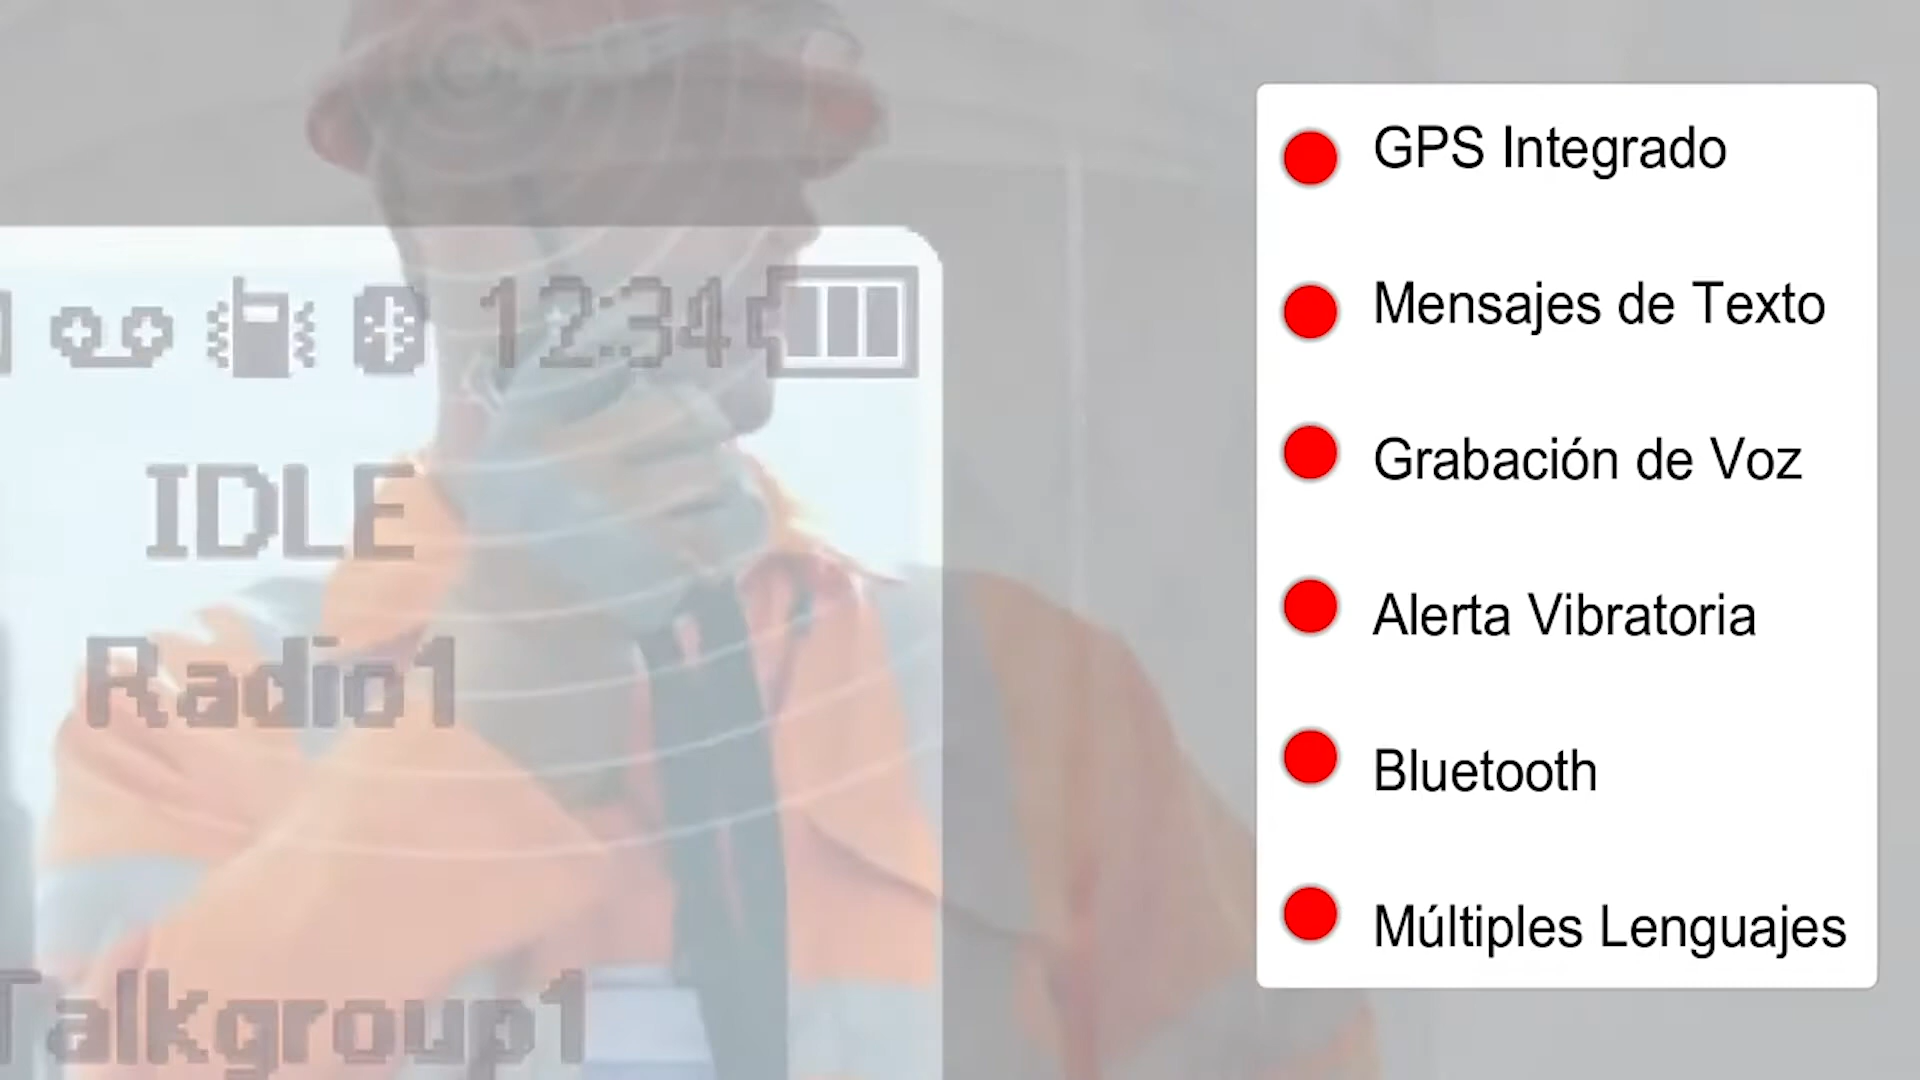 12:34
IDLE
Radio1
Talkgroup1
GPS Integrado
Mensajes de Texto
Grabación de Voz
Alerta Vibratoria
Bluetooth
Múltiples Lenguajes